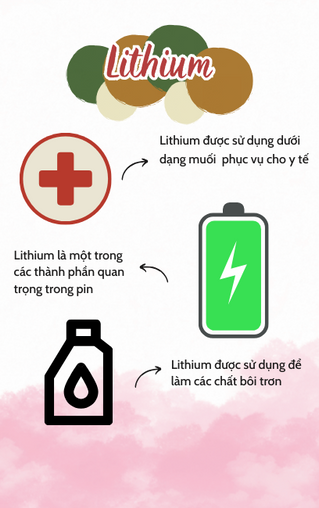 Lithium
Lithium được sử dụng dưới
dạng muối phục vụ cho y tế
Lithium là một trong
các thành phần quan
trọng trong pin
Lithium được sử dụng để
làm các chất bôi trơn